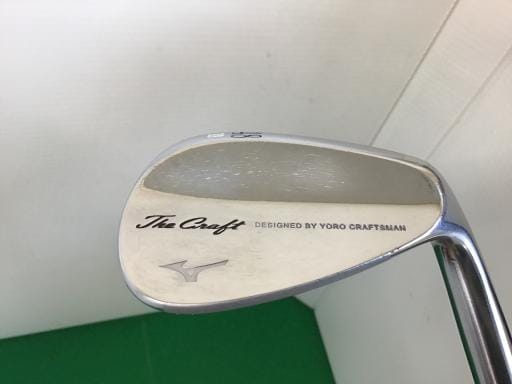 The Craft
DESIGNED BY YORO CRAFTSMAN